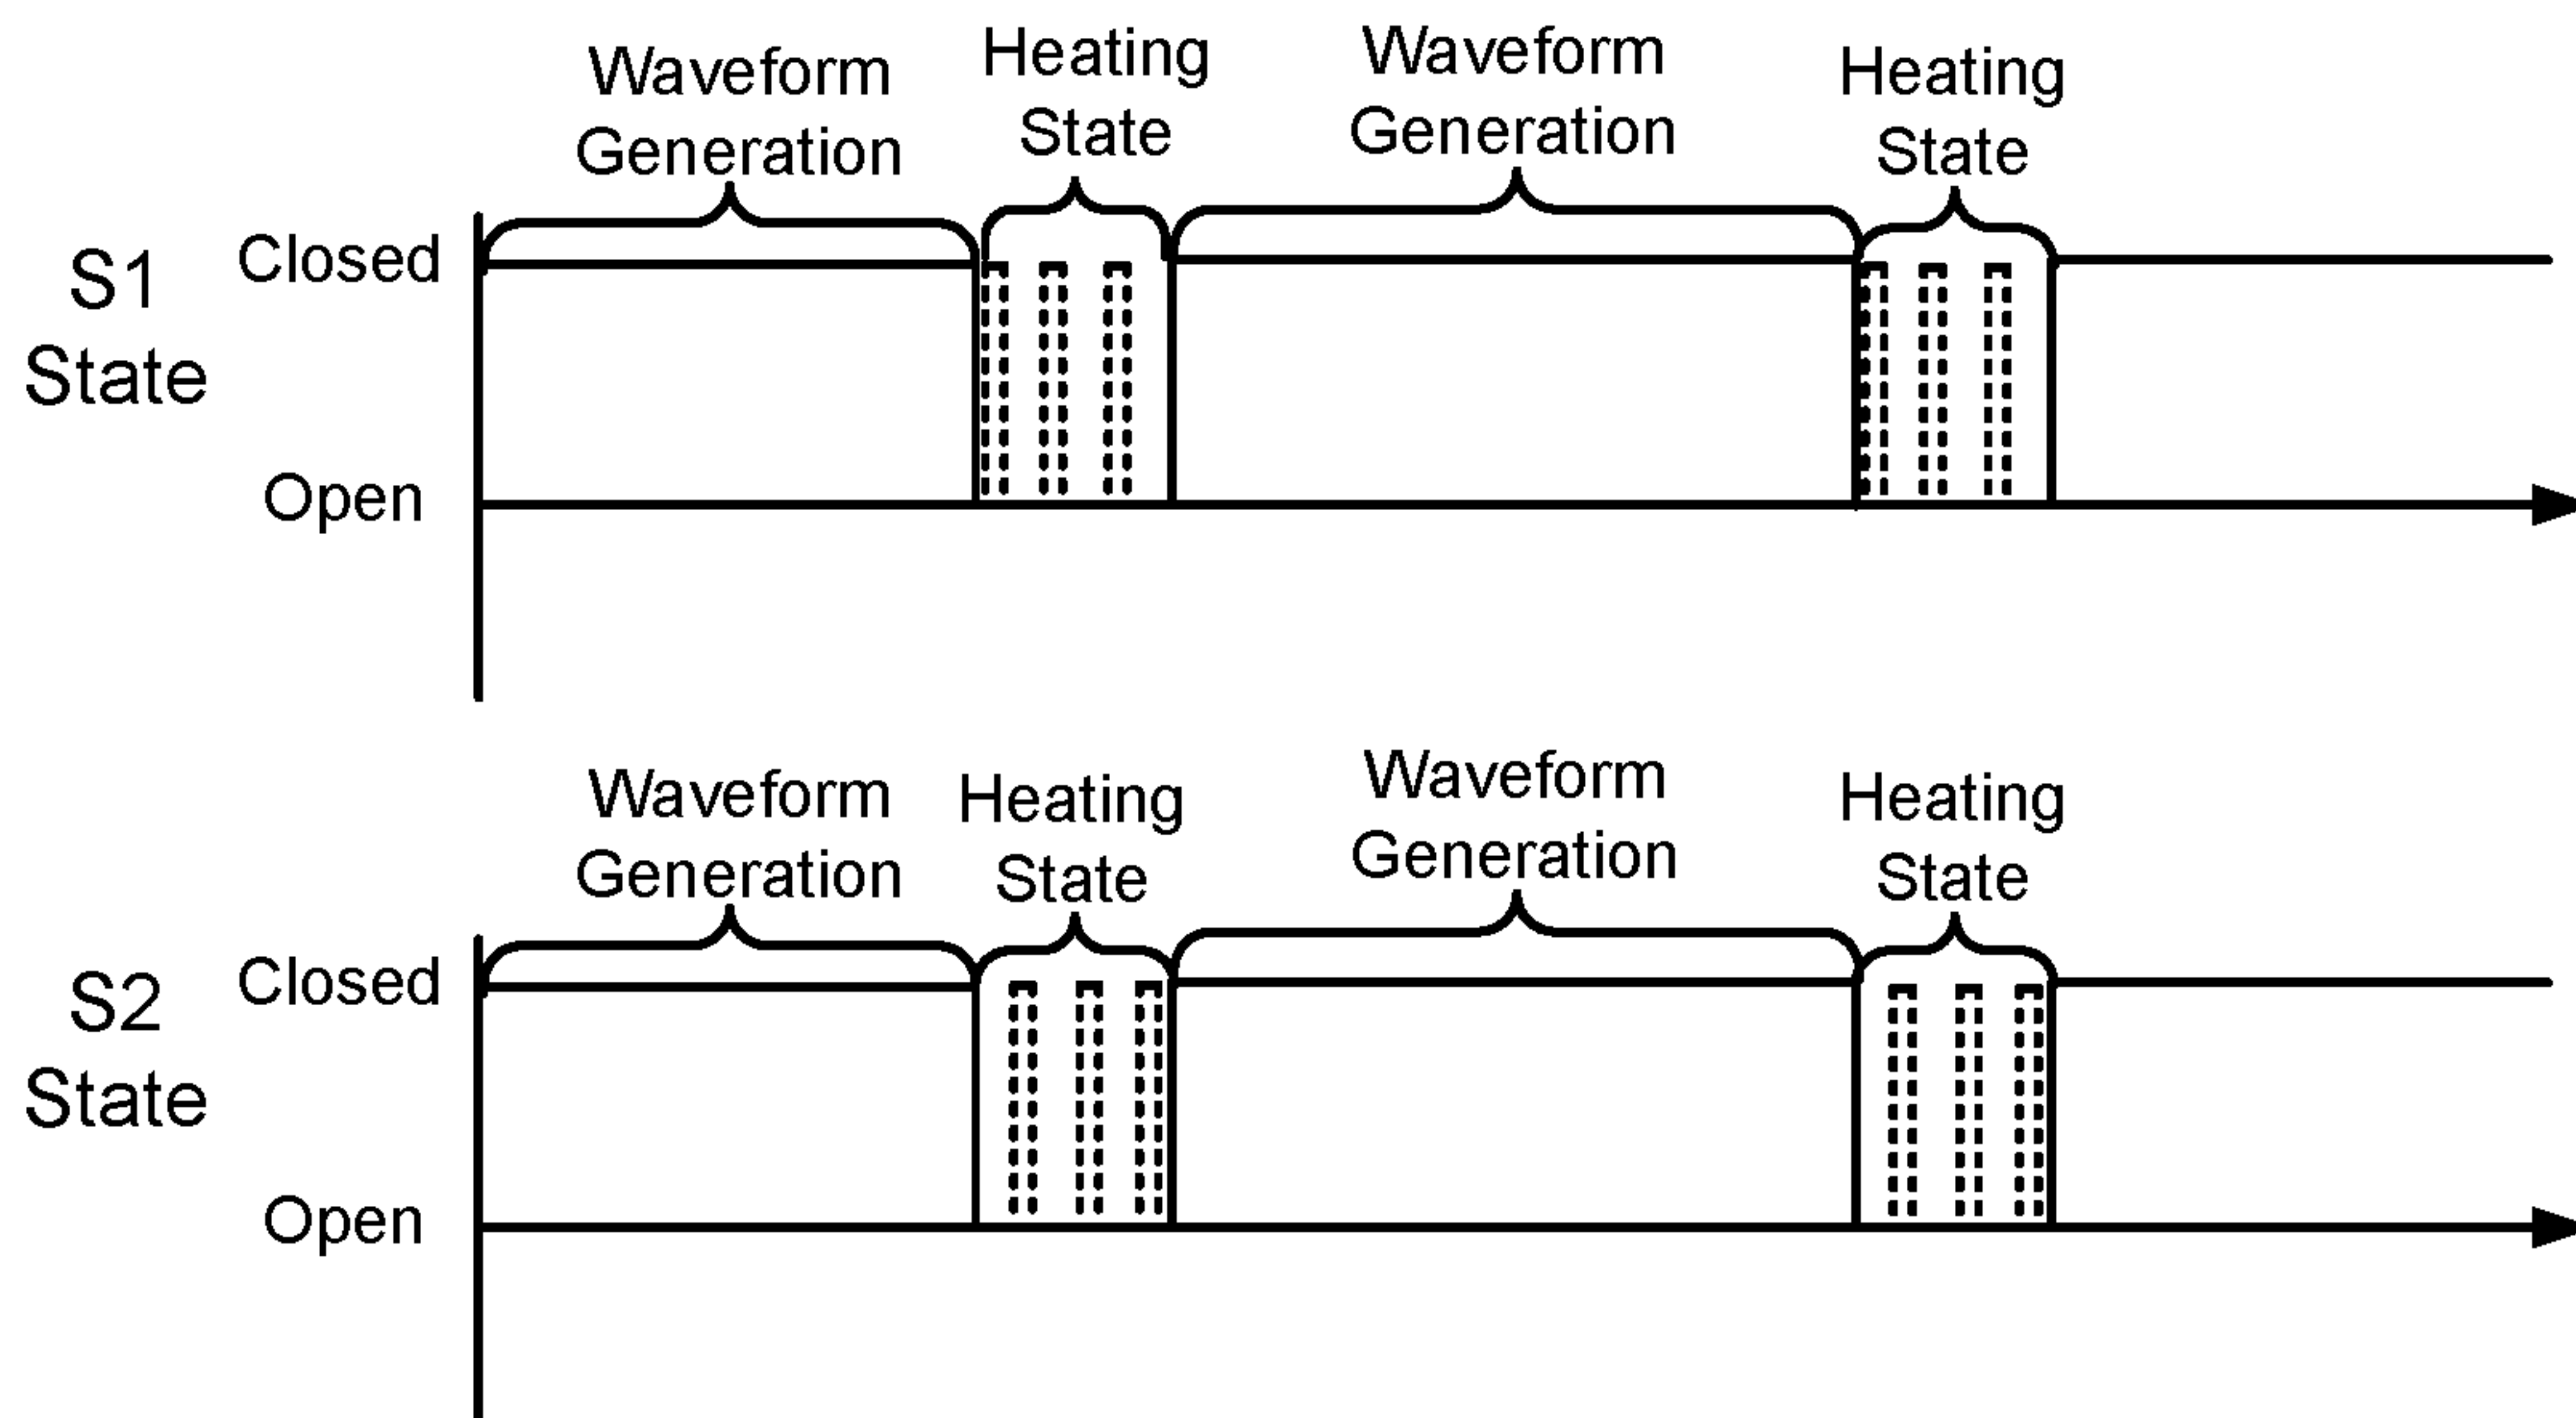 Waveform
Generation
Heating
State
Waveform
Generation
Heating
State
S1
State
Closed
Open
Waveform
Generation
Heating
State
Waveform
Generation
Heating
State
S2
State
Closed
Open